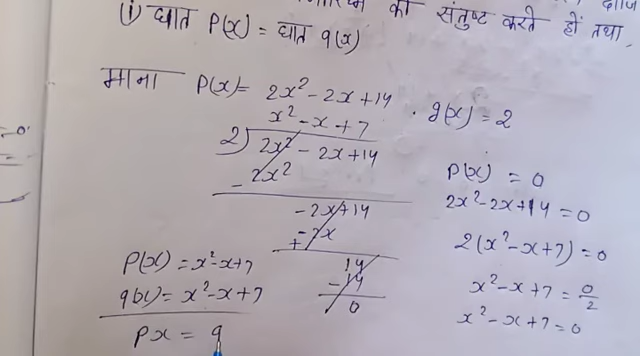 का संतुष्ट करते हों तथा
(i) घात P(x) = घात q(x)
माना P(x) = 2x² - 2x + 14 . g(x) = 2
x² - x + 7
2) 2x² - 2x + 14
- 2x²
- 2x + 14
- 2x
+
14
- 14
0
P(x) = 0
2x² - 2x + 14 = 0
2(x² - x + 7) = 0
x² - x + 7 = 0/2
x² - x + 7 = 0
P(x) = x² - x + 7
q(x) = x² - x + 7
Px = q